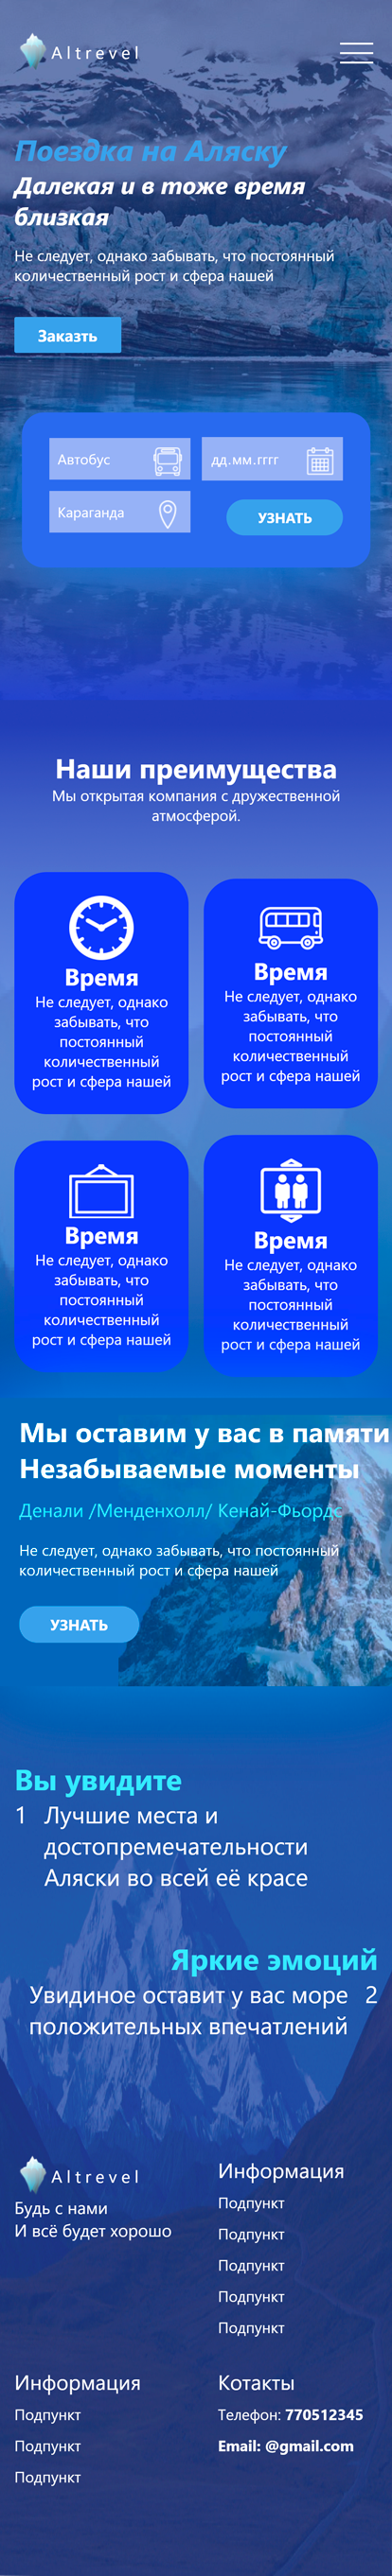 Altrevel
Поездка на Аляску
Далекая и в тоже время
близкая
Не следует, однако забывать, что постоянный
количественный рост и сфера нашей
Заказть
Автобус
дд.мм.гггг
Караганда
УЗНАТЬ
Наши преимущества
Мы открытая компания с дружественной
атмосферой.
Время
Не следует, однако
забывать, что
постоянный
количественный
рост и сфера нашей
Время
Не следует, однако
забывать, что
постоянный
количественный
рост и сфера нашей
Время
Не следует, однако
забывать, что
постоянный
количественный
рост и сфера нашей
Время
Не следует, однако
забывать, что
постоянный
количественный
рост и сфера нашей
Мы оставим у вас в памяти
Незабываемые моменты
Денали /Менденхолл/ Кенай-Фьордс
Не следует, однако забывать, что постоянный
количественный рост и сфера нашей
УЗНАТЬ
Вы увидите
1 Лучшие места и
достопремечательности
Аляски во всей её красе
Яркие эмоций
Увидиное оставит у вас море 2
положительных впечатлений
Altrevel
Будь с нами
И всё будет хорошо
Информация
Подпункт
Подпункт
Подпункт
Подпункт
Подпункт
Информация
Подпункт
Подпункт
Подпункт
Котакты
Телефон: 770512345
Email: @gmail.com